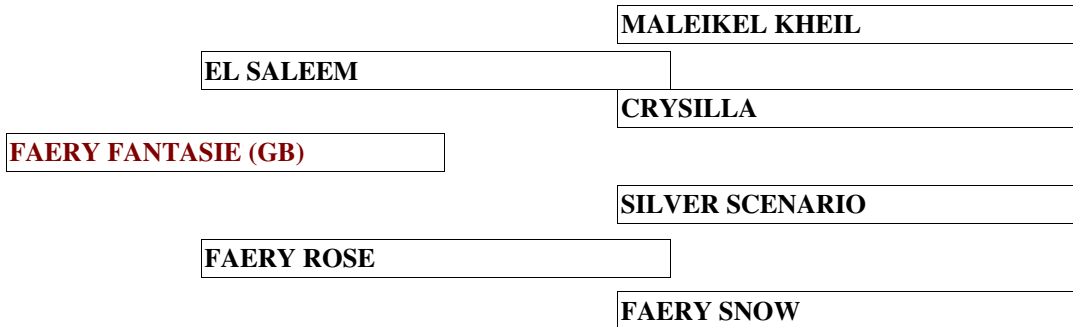 MALEIKEL KHEIL
EL SALEEM
CRYSILLA
FAERY FANTASIE (GB)
SILVER SCENARIO
FAERY ROSE
FAERY SNOW